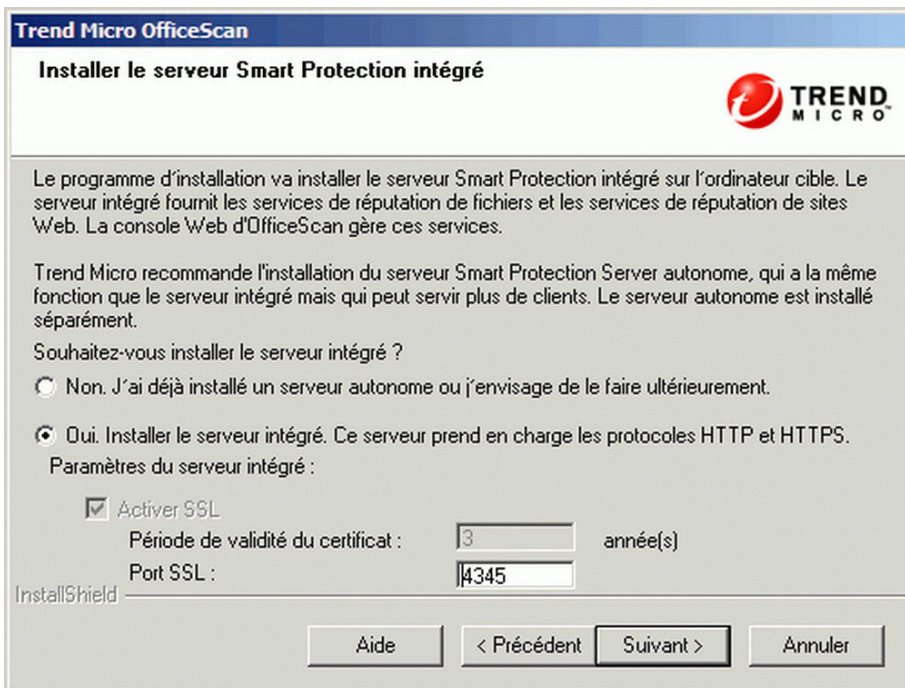 Trend Micro OfficeScan
Installer le serveur Smart Protection intégré
TREND
MICRO™
Le programme d´installation va installer le serveur Smart Protection intégré sur l´ordinateur cible. Le
serveur intégré fournit les services de réputation de fichiers et les services de réputation de sites
Web. La console Web d'OfficeScan gère ces services.
Trend Micro recommande l'installation du serveur Smart Protection Server autonome, qui a la même
fonction que le serveur intégré mais qui peut servir plus de clients. Le serveur autonome est installé
séparément.
Souhaitez-vous installer le serveur intégré ?
Non. J´ai déjà installé un serveur autonome ou j´envisage de le faire ultérieurement.
Oui. Installer le serveur intégré. Ce serveur prend en charge les protocoles HTTP et HTTPS.
Paramètres du serveur intégré :
Activer SSL
Période de validité du certificat : 3 année(s)
Port SSL : 4345
InstallShield
Aide < Précédent Suivant > Annuler